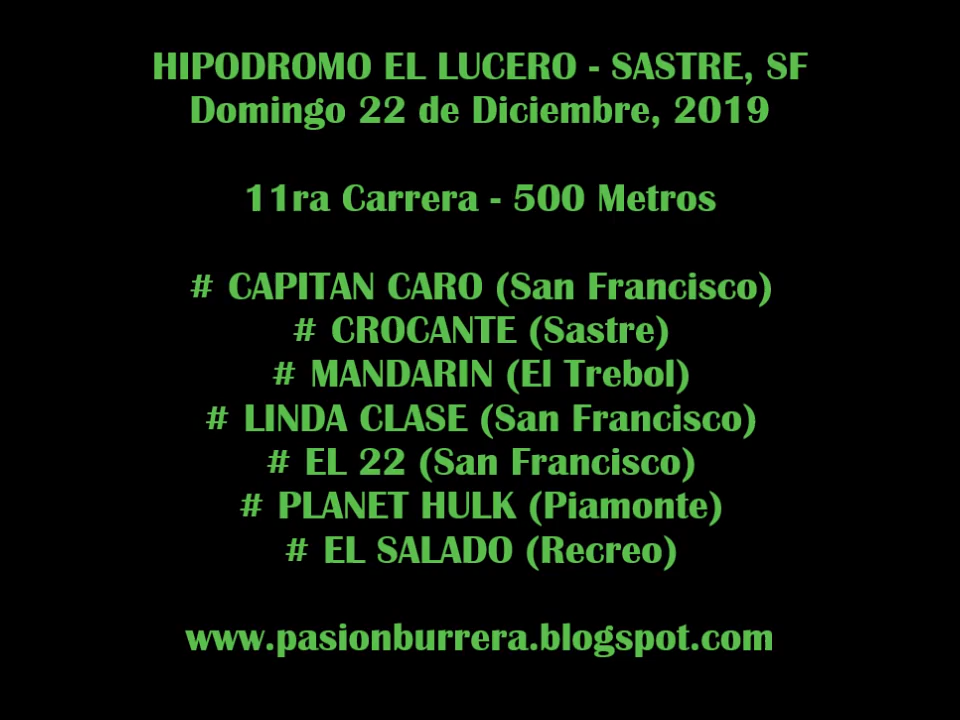 HIPODROMO EL LUCERO - SASTRE, SF
Domingo 22 de Diciembre, 2019
11ra Carrera - 500 Metros
# CAPITAN CARO (San Francisco)
# CROCANTE (Sastre)
# MANDARIN (El Trebol)
# LINDA CLASE (San Francisco)
# EL 22 (San Francisco)
# PLANET HULK (Piamonte)
# EL SALADO (Recreo)
www.pasionburrera.blogspot.com